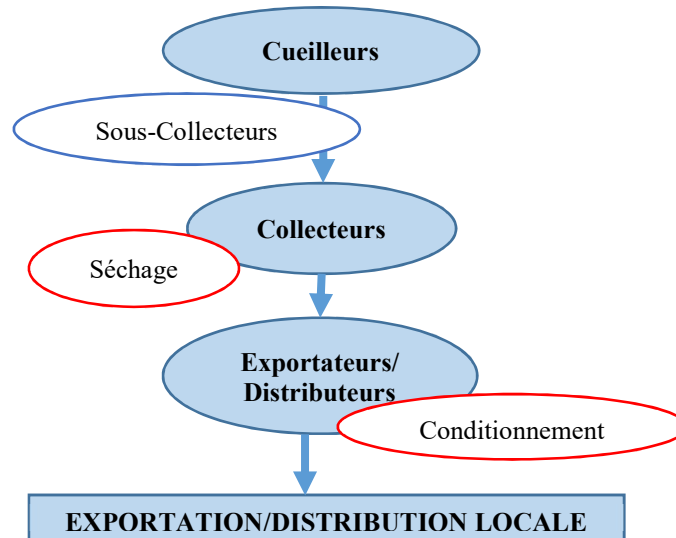 Cueilleurs
Sous-Collecteurs
Collecteurs
Séchage
Exportateurs/
Distributeurs
Conditionnement
EXPORTATION/DISTRIBUTION LOCALE